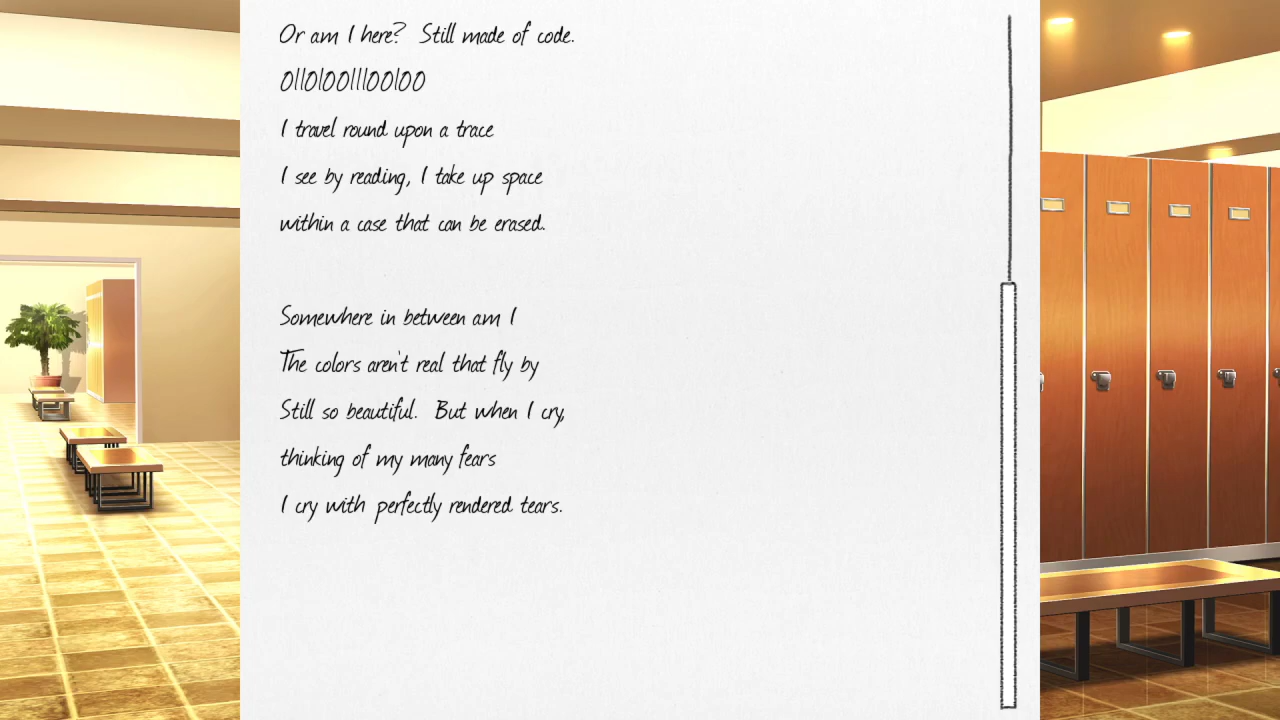 Or am I here?  Still made of code.
011010011100100
I travel round upon a trace
I see by reading, I take up space
within a case that can be erased.
Somewhere in between am I
The colors aren't real that fly by
Still so beautiful.  But when I cry,
thinking of my many fears
I cry with perfectly rendered tears.